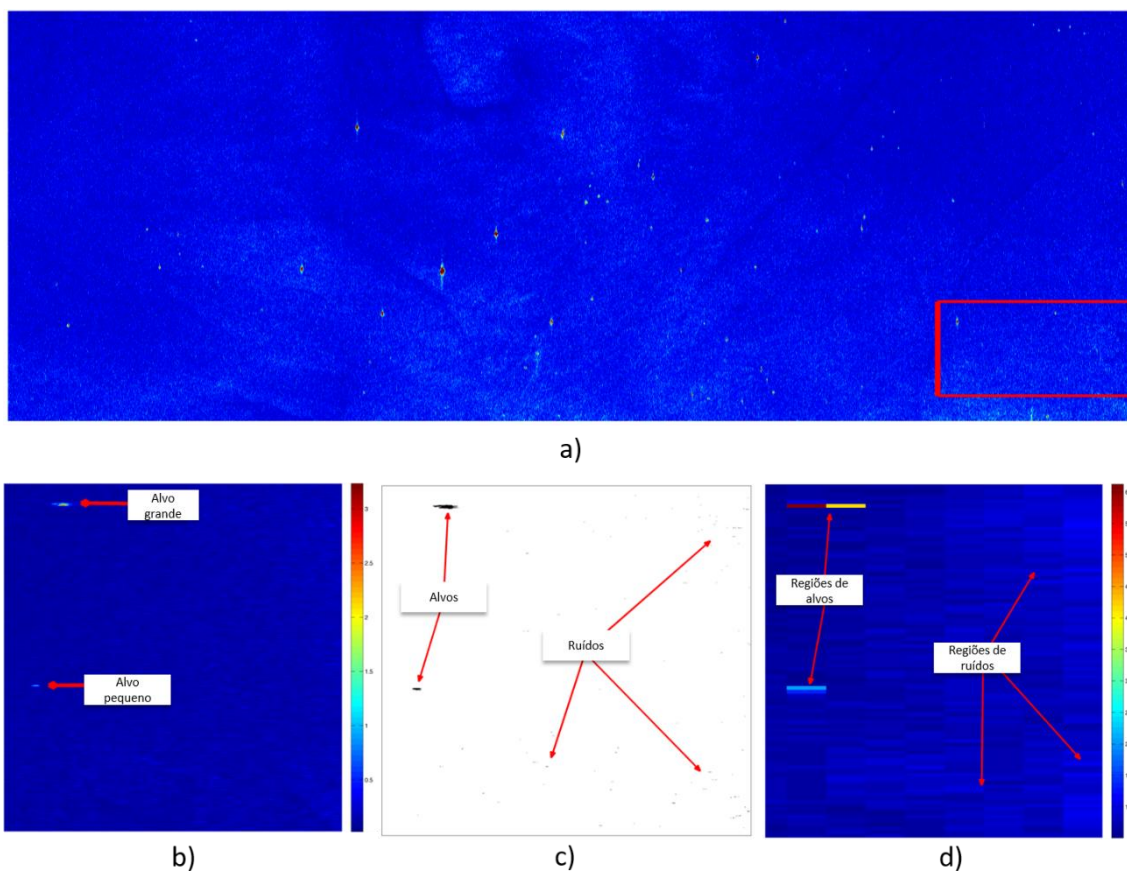 a)
Alvo
grande
Alvo
pequeno
3
2.5
2
1.5
1
0.5
b)
Alvos
Ruídos
c)
Regiões de
alvos
Regiões de
ruídos
d)